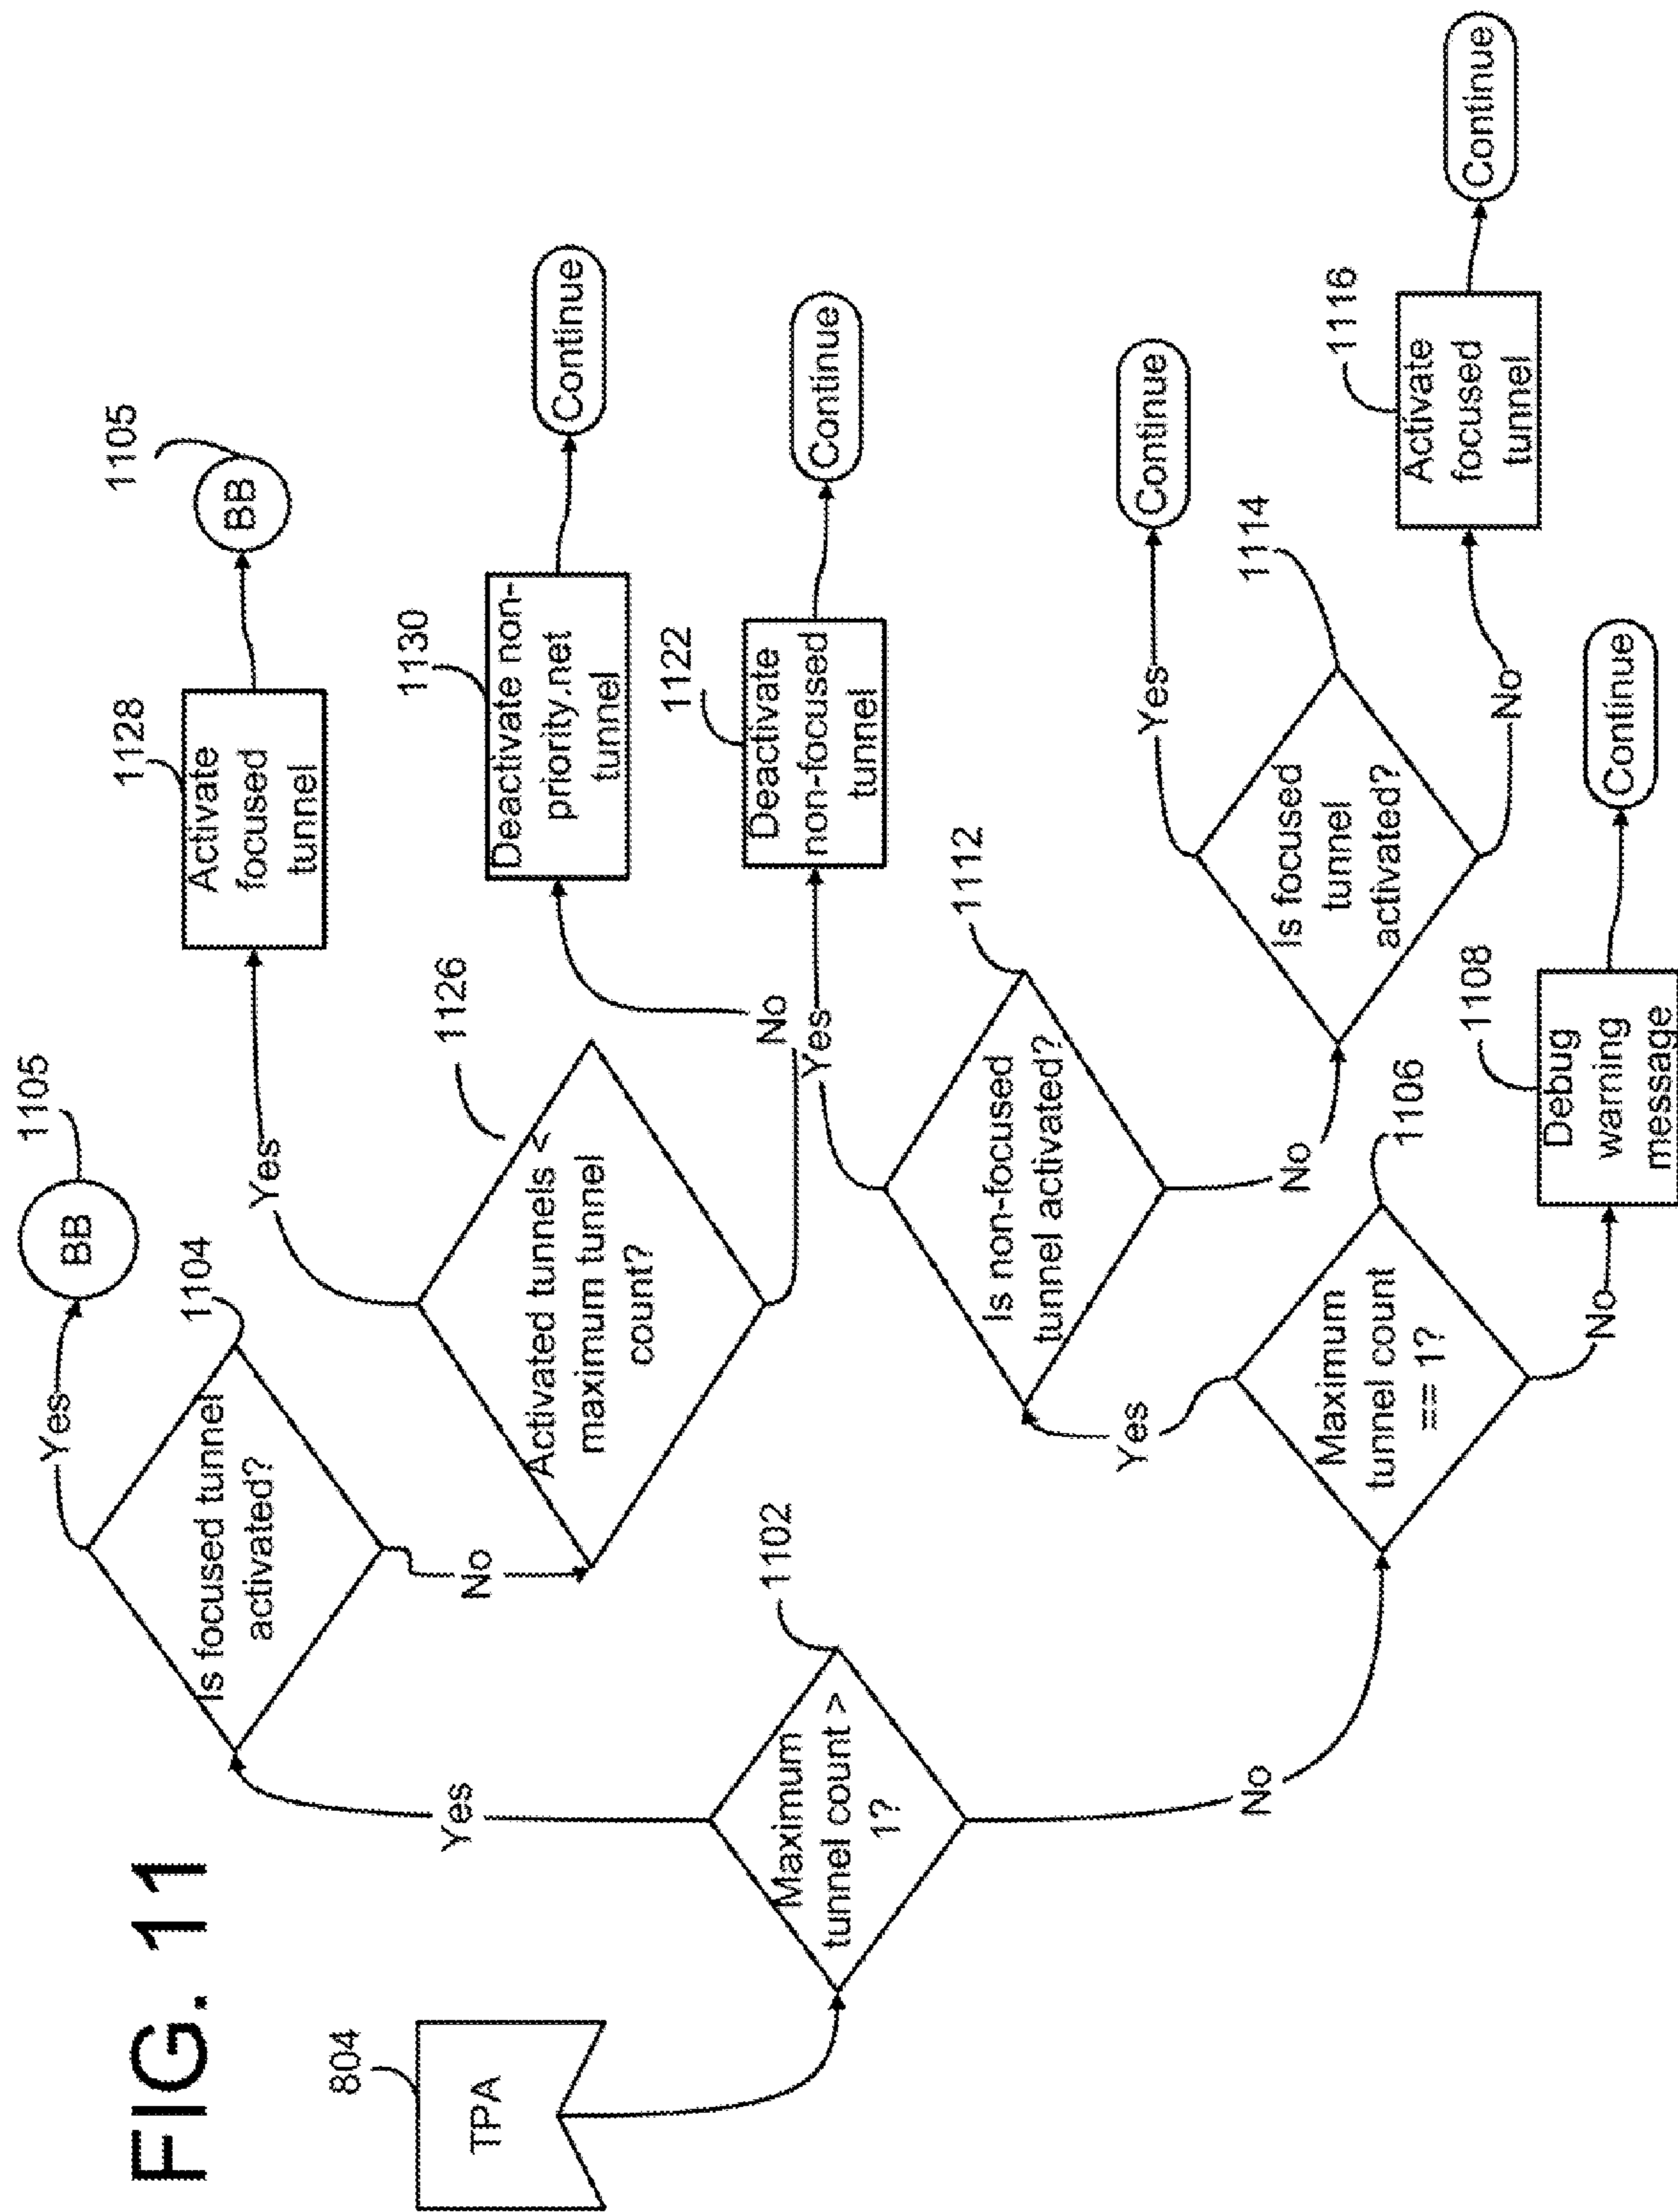 FIG. 11
804
TPA
1102
Maximum
tunnel count >
1?
Yes
No
1104
Is focused tunnel
activated?
Yes
1105
BB
No
1126
Activated tunnels <
maximum tunnel
count?
Yes
1128
Activate
focused
tunnel
1105
BB
No
1130
Deactivate non-
priority.net
tunnel
Continue
1106
Maximum
tunnel count
== 1?
Yes
1112
Is non-focused
tunnel activated?
Yes
1122
Deactivate
non-focused
tunnel
Continue
No
1114
Is focused
tunnel
activated?
Yes
Continue
No
1116
Activate
focused
tunnel
Continue
No
1108
Debug
warning
message
Continue